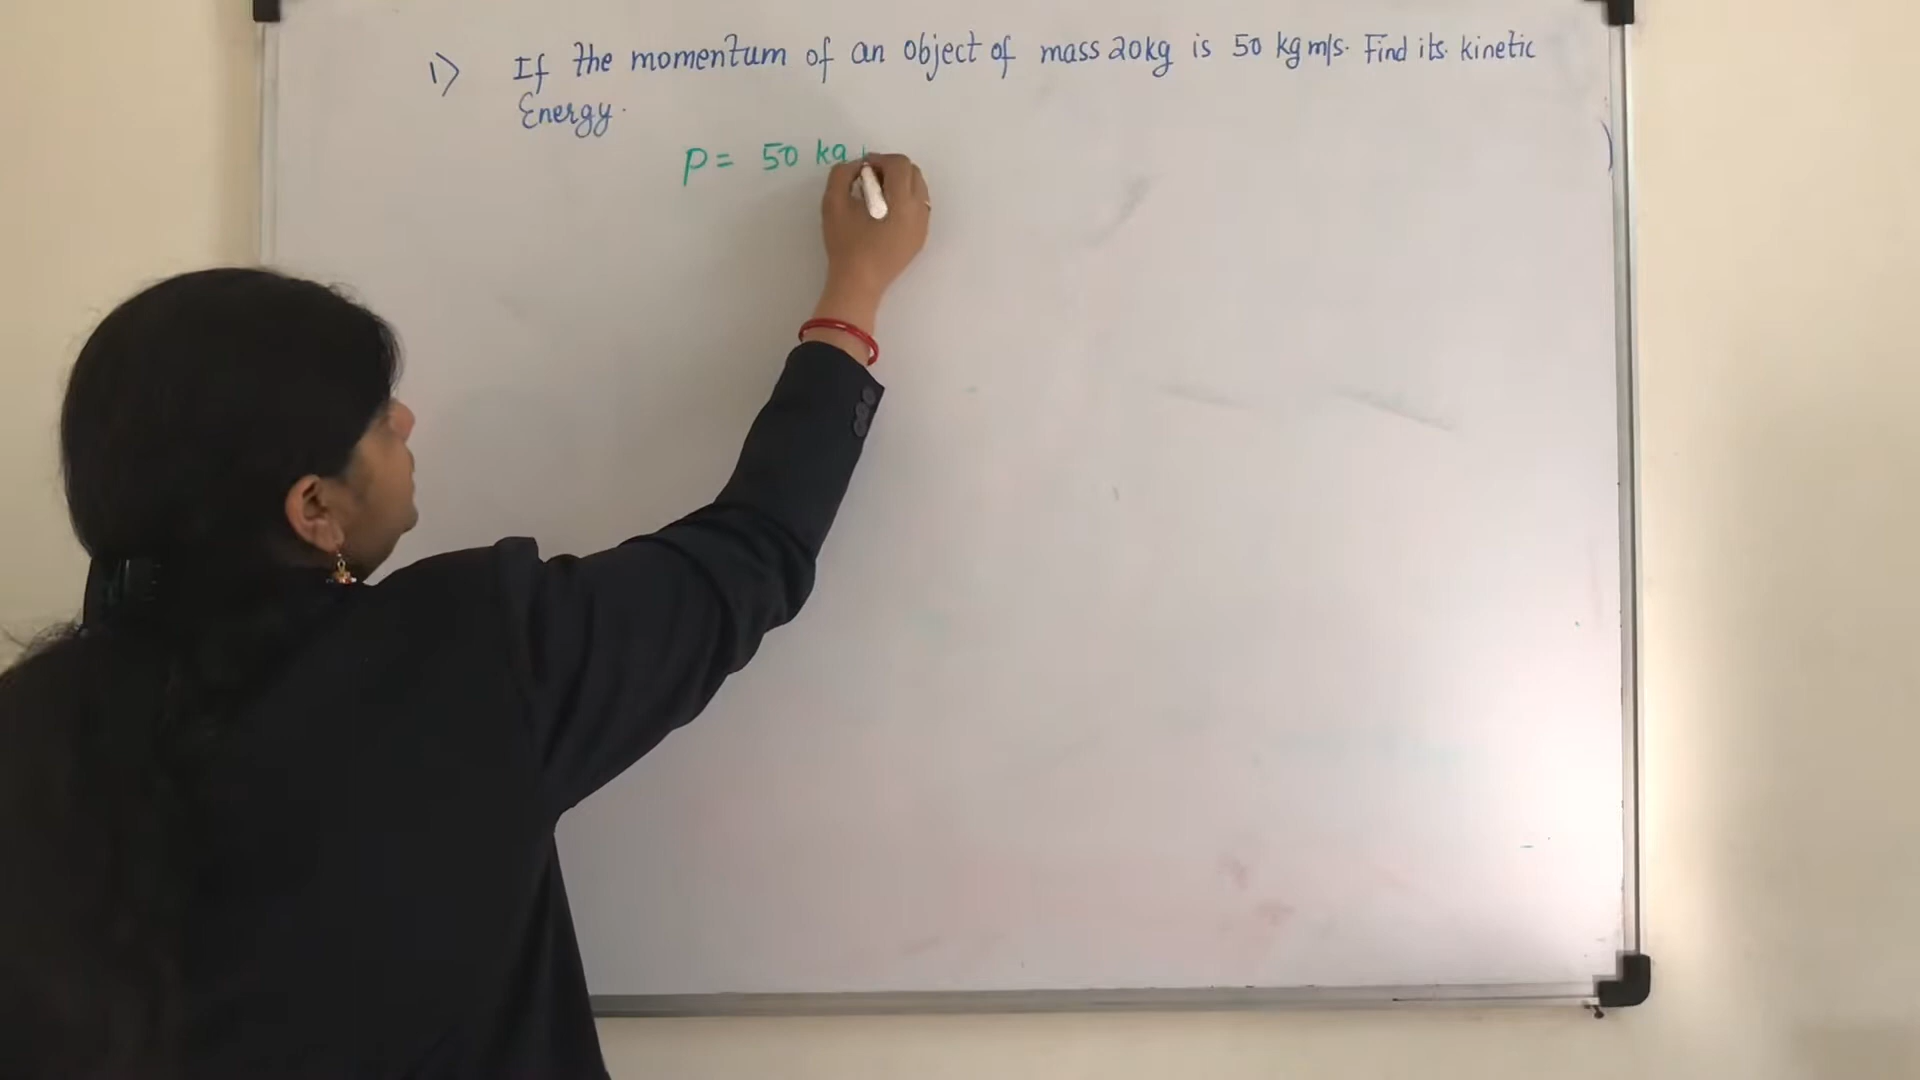 1) If the momentum of an object of mass 20kg is 50 kg m/s. Find its kinetic
Energy.
P = 50 kg